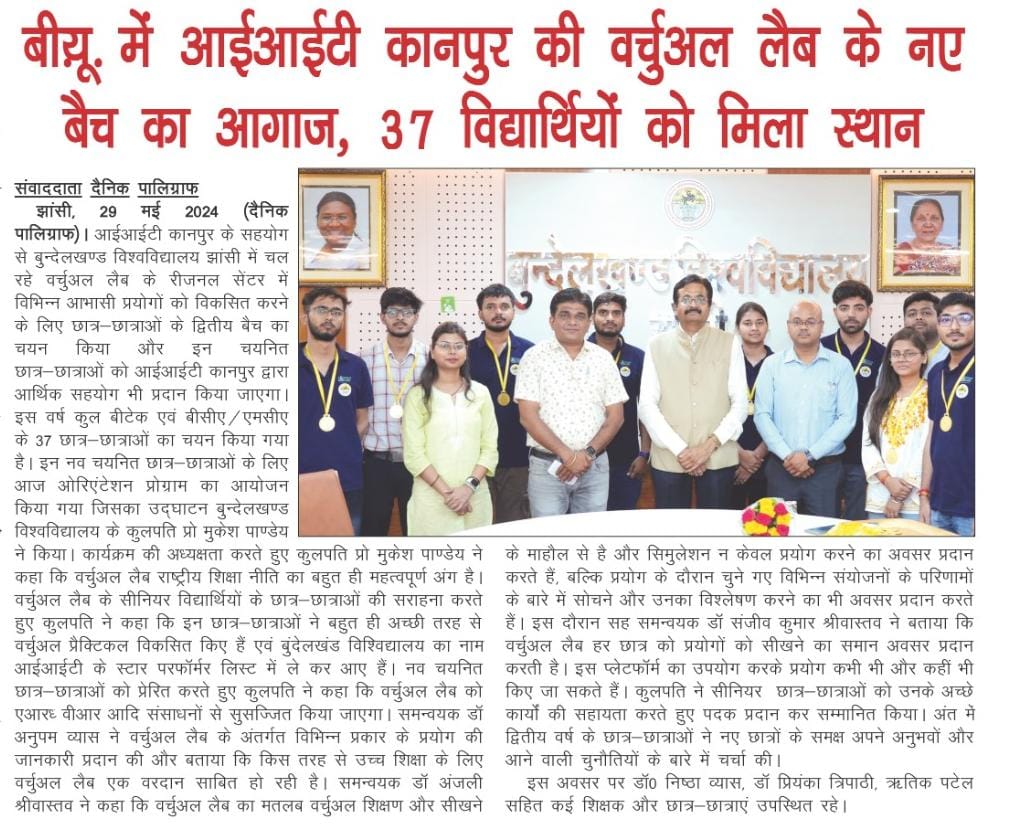 बीयू. में आईआईटी कानपुर की वर्चुअल लैब के नए
बैच का आगाज, 37 विद्यार्थियों को मिला स्थान
संवाददाता दैनिक पालिग्राफ
झांसी, 29 मई 2024 (दैनिक
पालिग्राफ)। आईआईटी कानपुर के सहयोग
से बुन्देलखण्ड विश्वविद्यालय झांसी में चल
रहे वर्चुअल लैब के रीजनल सेंटर में
विभिन्न आभासी प्रयोगों को विकसित करने
के लिए छात्र–छात्राओं के द्वितीय बैच का
चयन किया और इन चयनित
छात्र–छात्राओं को आईआईटी कानपुर द्वारा
आर्थिक सहयोग भी प्रदान किया जाएगा।
इस वर्ष कुल बीटेक एवं बीसीए/एमसीए
के 37 छात्र–छात्राओं का चयन किया गया
है। इन नव चयनित छात्र–छात्राओं के लिए
आज ओरिएंटेशन प्रोग्राम का आयोजन
किया गया जिसका उद्घाटन बुन्देलखण्ड
विश्वविद्यालय के कुलपति प्रो मुकेश पाण्डेय
ने किया। कार्यक्रम की अध्यक्षता करते हुए कुलपति प्रो मुकेश पाण्डेय ने
कहा कि वर्चुअल लैब राष्ट्रीय शिक्षा नीति का बहुत ही महत्वपूर्ण अंग है।
वर्चुअल लैब के सीनियर विद्यार्थियों के छात्र–छात्राओं की सराहना करते
हुए कुलपति ने कहा कि इन छात्र–छात्राओं ने बहुत ही अच्छी तरह से
वर्चुअल प्रैक्टिकल विकसित किए हैं एवं बुंदेलखंड विश्विद्यालय का नाम
आईआईटी के स्टार परफॉर्मर लिस्ट में ले कर आए हैं। नव चयनित
छात्र–छात्राओं को प्रेरित करते हुए कुलपति ने कहा कि वर्चुअल लैब को
एआरध् वीआर आदि संसाधनों से सुसज्जित किया जाएगा। समन्वयक डॉ
अनुपम व्यास ने वर्चुअल लैब के अंतर्गत विभिन्न प्रकार के प्रयोग की
जानकारी प्रदान की और बताया कि किस तरह से उच्च शिक्षा के लिए
वर्चुअल लैब एक वरदान साबित हो रही है। समन्वयक डॉ अंजली
श्रीवास्तव ने कहा कि वर्चुअल लैब का मतलब वर्चुअल शिक्षण और सीखने
बुन्देलखण्ड विश्वविद्यालय
के माहौल से है और सिमुलेशन न केवल प्रयोग करने का अवसर प्रदान
करते हैं, बल्कि प्रयोग के दौरान चुने गए विभिन्न संयोजनों के परिणामों
के बारे में सोचने और उनका विश्लेषण करने का भी अवसर प्रदान करते
हैं। इस दौरान सह समन्वयक डॉ संजीव कुमार श्रीवास्तव ने बताया कि
वर्चुअल लैब हर छात्र को प्रयोगों को सीखने का समान अवसर प्रदान
करती है। इस प्लेटफॉर्म का उपयोग करके प्रयोग कभी भी और कहीं भी
किए जा सकते हैं। कुलपति ने सीनियर छात्र–छात्राओं को उनके अच्छे
कार्यों की सहायता करते हुए पदक प्रदान कर सम्मानित किया। अंत में
द्वितीय वर्ष के छात्र–छात्राओं ने नए छात्रों के समक्ष अपने अनुभवों और
आने वाली चुनौतियों के बारे में चर्चा की।
इस अवसर पर डॉ0 निष्ठा व्यास, डॉ प्रियंका त्रिपाठी, ऋतिक पटेल
सहित कई शिक्षक और छात्र–छात्राएं उपस्थित रहे।